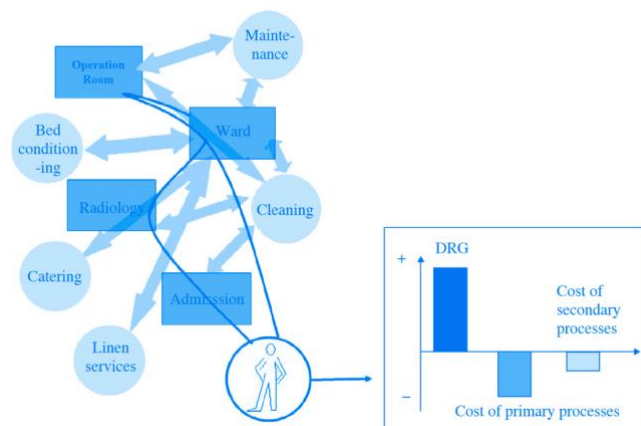 Mainte-
nance
Operation
Room
Ward
Bed
condition
-ing
Radiology
Cleaning
Catering
Admission
Linen
services
+
DRG
Cost of
secondary
processes
–
Cost of primary processes